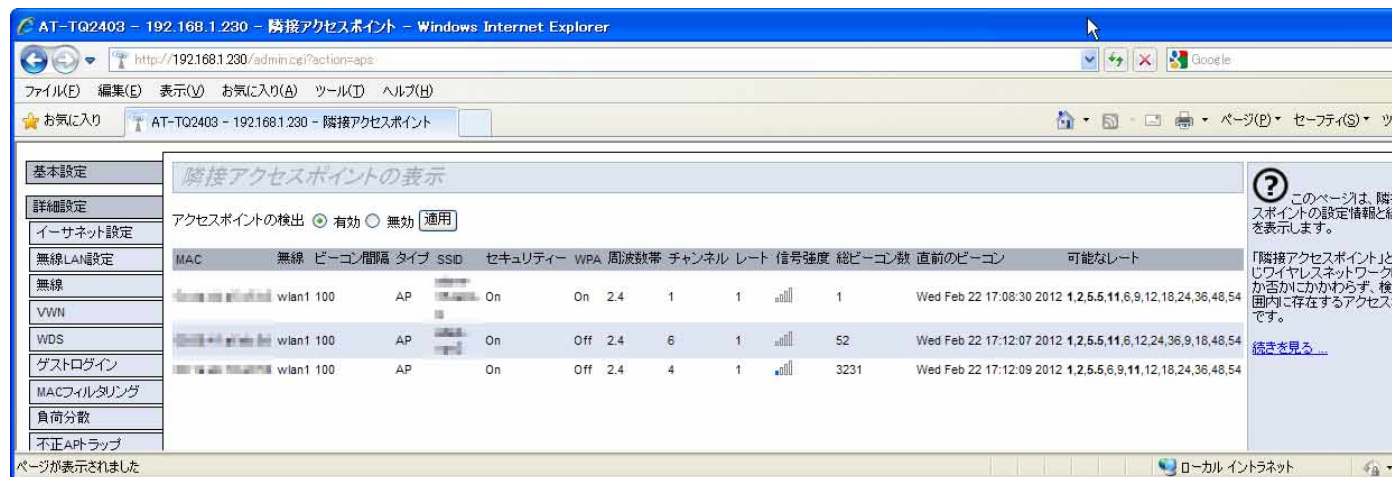 AT-TQ2403 - 192.168.1.230 - 隣接アクセスポイント - Windows Internet Explorer
http://192.168.1.230/admin.cgi?action=aps
Google
ファイル(F) 編集(E) 表示(V) お気に入り(A) ツール(T) ヘルプ(H)
お気に入り AT-TQ2403 - 192.168.1.230 - 隣接アクセスポイント ページ(P) セーフティ(S)
基本設定
詳細設定
イーサネット設定
無線LAN設定
無線
VWN
WDS
ゲストログイン
MACフィルタリング
負荷分散
不正APトラップ
隣接アクセスポイントの表示
アクセスポイントの検出 有効 無効 適用
MAC 無線 ビーコン間隔 タイプ SSID セキュリティー WPA 周波数帯 チャンネル レート 信号強度 総ビーコン数 直前のビーコン 可能なレート
wlan1 100 AP On On 2.4 1 1 1 Wed Feb 22 17:08:30 2012 1,2,5.5,11,6,9,12,18,24,36,48,54
wlan1 100 AP On Off 2.4 6 1 52 Wed Feb 22 17:12:07 2012 1,2,5.5,11,6,12,24,36,9,18,48,54
wlan1 100 AP On Off 2.4 4 1 3231 Wed Feb 22 17:12:09 2012 1,2,5.5,6,9,11,12,18,24,36,48,54
? このページは、隣
スポイントの設定情報と
を表示します。
「隣接アクセスポイント」と
じワイヤレスネットワーク
か否かにかかわらず、検
囲内に存在するアクセス
です。
続きを見る ...
ページが表示されました ローカル イントラネット